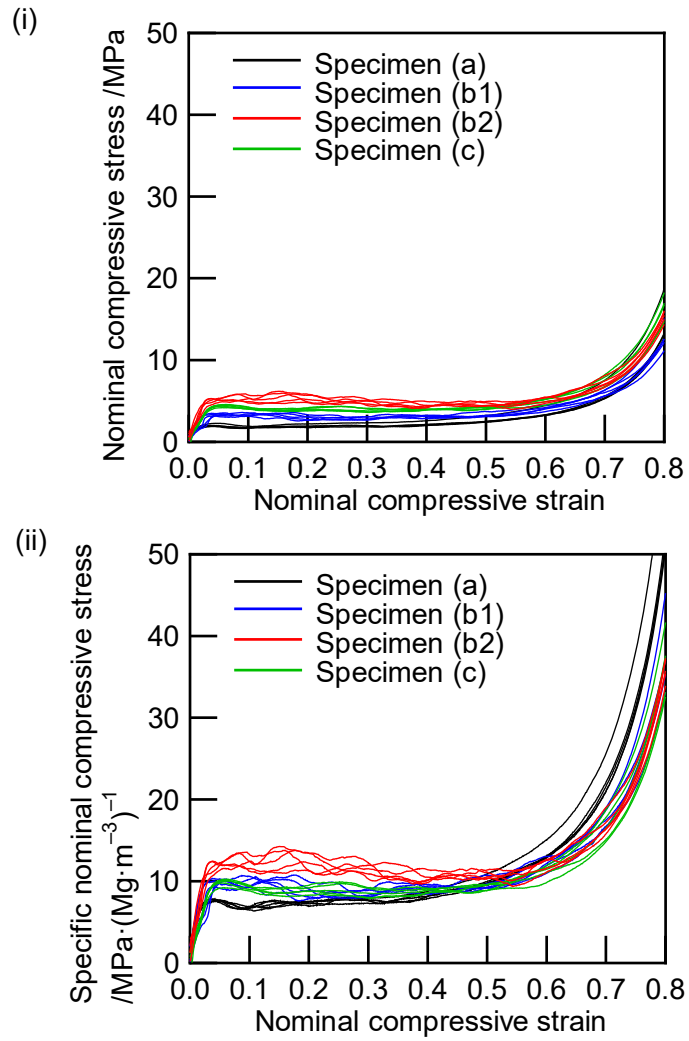 (i)
Nominal compressive stress /MPa
50
40
30
20
10
0
Specimen (a)
Specimen (b1)
Specimen (b2)
Specimen (c)
0.0 0.1 0.2 0.3 0.4 0.5 0.6 0.7 0.8
Nominal compressive strain
(ii)
Specific nominal compressive stress
/MPa·(Mg·m⁻³)⁻¹
50
40
30
20
10
0
Specimen (a)
Specimen (b1)
Specimen (b2)
Specimen (c)
0.0 0.1 0.2 0.3 0.4 0.5 0.6 0.7 0.8
Nominal compressive strain